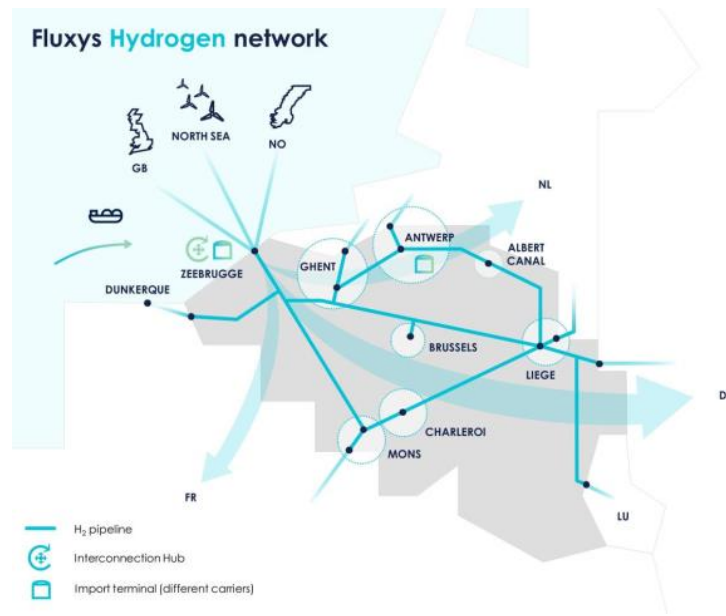 Fluxys Hydrogen network
NORTH SEA
NO
GB
NL
ANTWERP
ALBERT
CANAL
GHENT
ZEEBRUGGE
DUNKERQUE
BRUSSELS
LIEGE
D
CHARLEROI
MONS
FR
LU
H₂ pipeline
Interconnection Hub
Import terminal (different carriers)